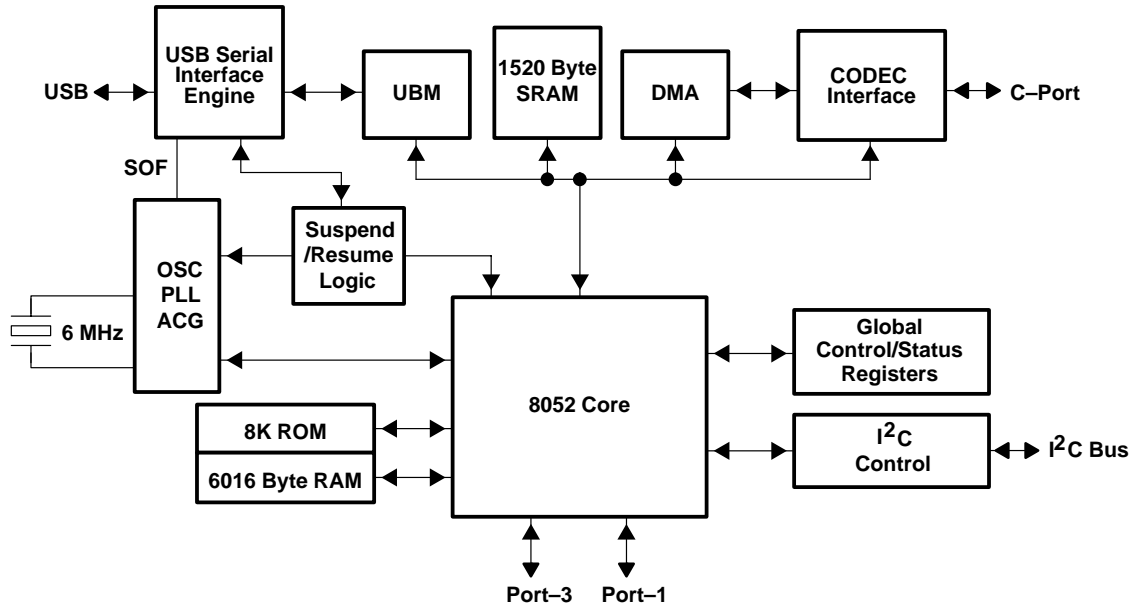 USB
USB Serial
Interface
Engine
UBM
1520 Byte
SRAM
DMA
CODEC
Interface
C–Port
SOF
Suspend
/Resume
Logic
OSC
PLL
ACG
6 MHz
8052 Core
Global
Control/Status
Registers
8K ROM
6016 Byte RAM
I²C
Control
I²C Bus
Port–3
Port–1